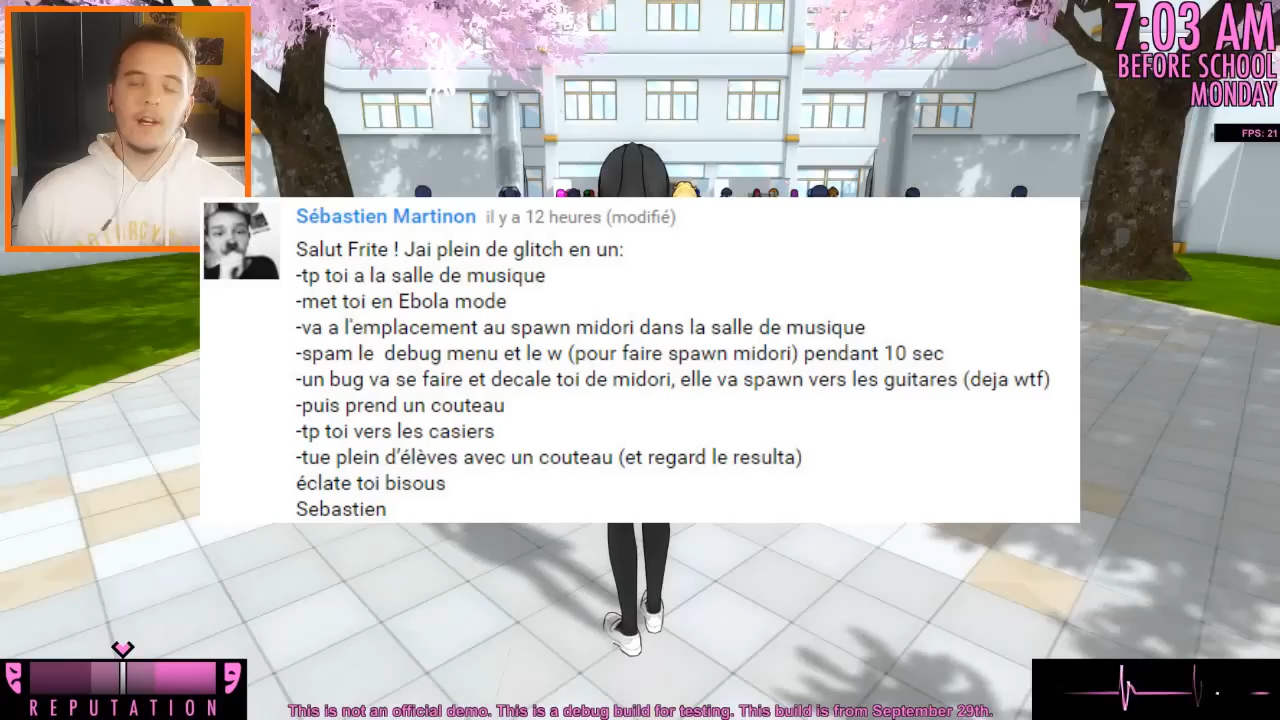 7:03 AM
BEFORE SCHOOL
MONDAY
FPS: 21
Sébastien Martinon il y a 12 heures (modifié)
Salut Frite ! Jai plein de glitch en un:
-tp toi a la salle de musique
-met toi en Ebola mode
-va a l'emplacement au spawn midori dans la salle de musique
-spam le debug menu et le w (pour faire spawn midori) pendant 10 sec
-un bug va se faire et decale toi de midori, elle va spawn vers les guitares (deja wtf)
-puis prend un couteau
-tp toi vers les casiers
-tue plein d'élèves avec un couteau (et regard le resulta)
éclate toi bisous
Sebastien
REPUTATION
This is not an official demo. This is a debug build for testing. This build is from September 29th.